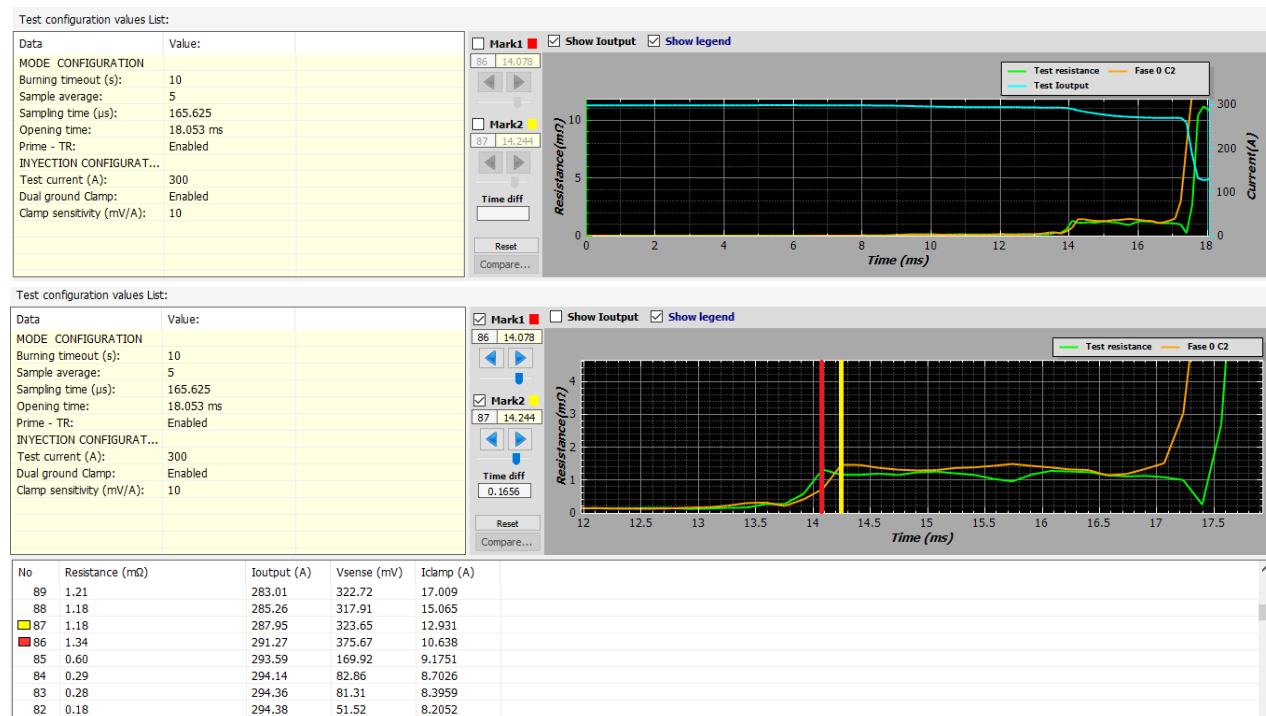 Test configuration values List:
Data Value:
MODE CONFIGURATION
Burning timeout (s): 10
Sample average: 5
Sampling time (µs): 165.625
Opening time: 18.053 ms
Prime - TR: Enabled
INYECTION CONFIGURAT...
Test current (A): 300
Dual ground Clamp: Enabled
Clamp sensitivity (mV/A): 10
Mark1
86 14.078
Mark2
87 14.244
Time diff
Reset
Compare...
Show Ioutput Show legend
Test resistance Fase 0 C2
Test Ioutput
Resistance(mΩ)
10
5
0
300
200
100
0
Current(A)
0 2 4 6 8 10 12 14 16 18
Time (ms)
Test configuration values List:
Data Value:
MODE CONFIGURATION
Burning timeout (s): 10
Sample average: 5
Sampling time (µs): 165.625
Opening time: 18.053 ms
Prime - TR: Enabled
INYECTION CONFIGURAT...
Test current (A): 300
Dual ground Clamp: Enabled
Clamp sensitivity (mV/A): 10
Mark1
86 14.078
Mark2
87 14.244
Time diff
0.1656
Reset
Compare...
Show Ioutput Show legend
Test resistance Fase 0 C2
Resistance(mΩ)
4
3
2
1
0
12 12.5 13 13.5 14 14.5 15 15.5 16 16.5 17 17.5
Time (ms)
No Resistance (mΩ) Ioutput (A) Vsense (mV) Iclamp (A)
89 1.21 283.01 322.72 17.009
88 1.18 285.26 317.91 15.065
87 1.18 287.95 323.65 12.931
86 1.34 291.27 375.67 10.638
85 0.60 293.59 169.92 9.1751
84 0.29 294.14 82.86 8.7026
83 0.28 294.36 81.31 8.3959
82 0.18 294.38 51.52 8.2052